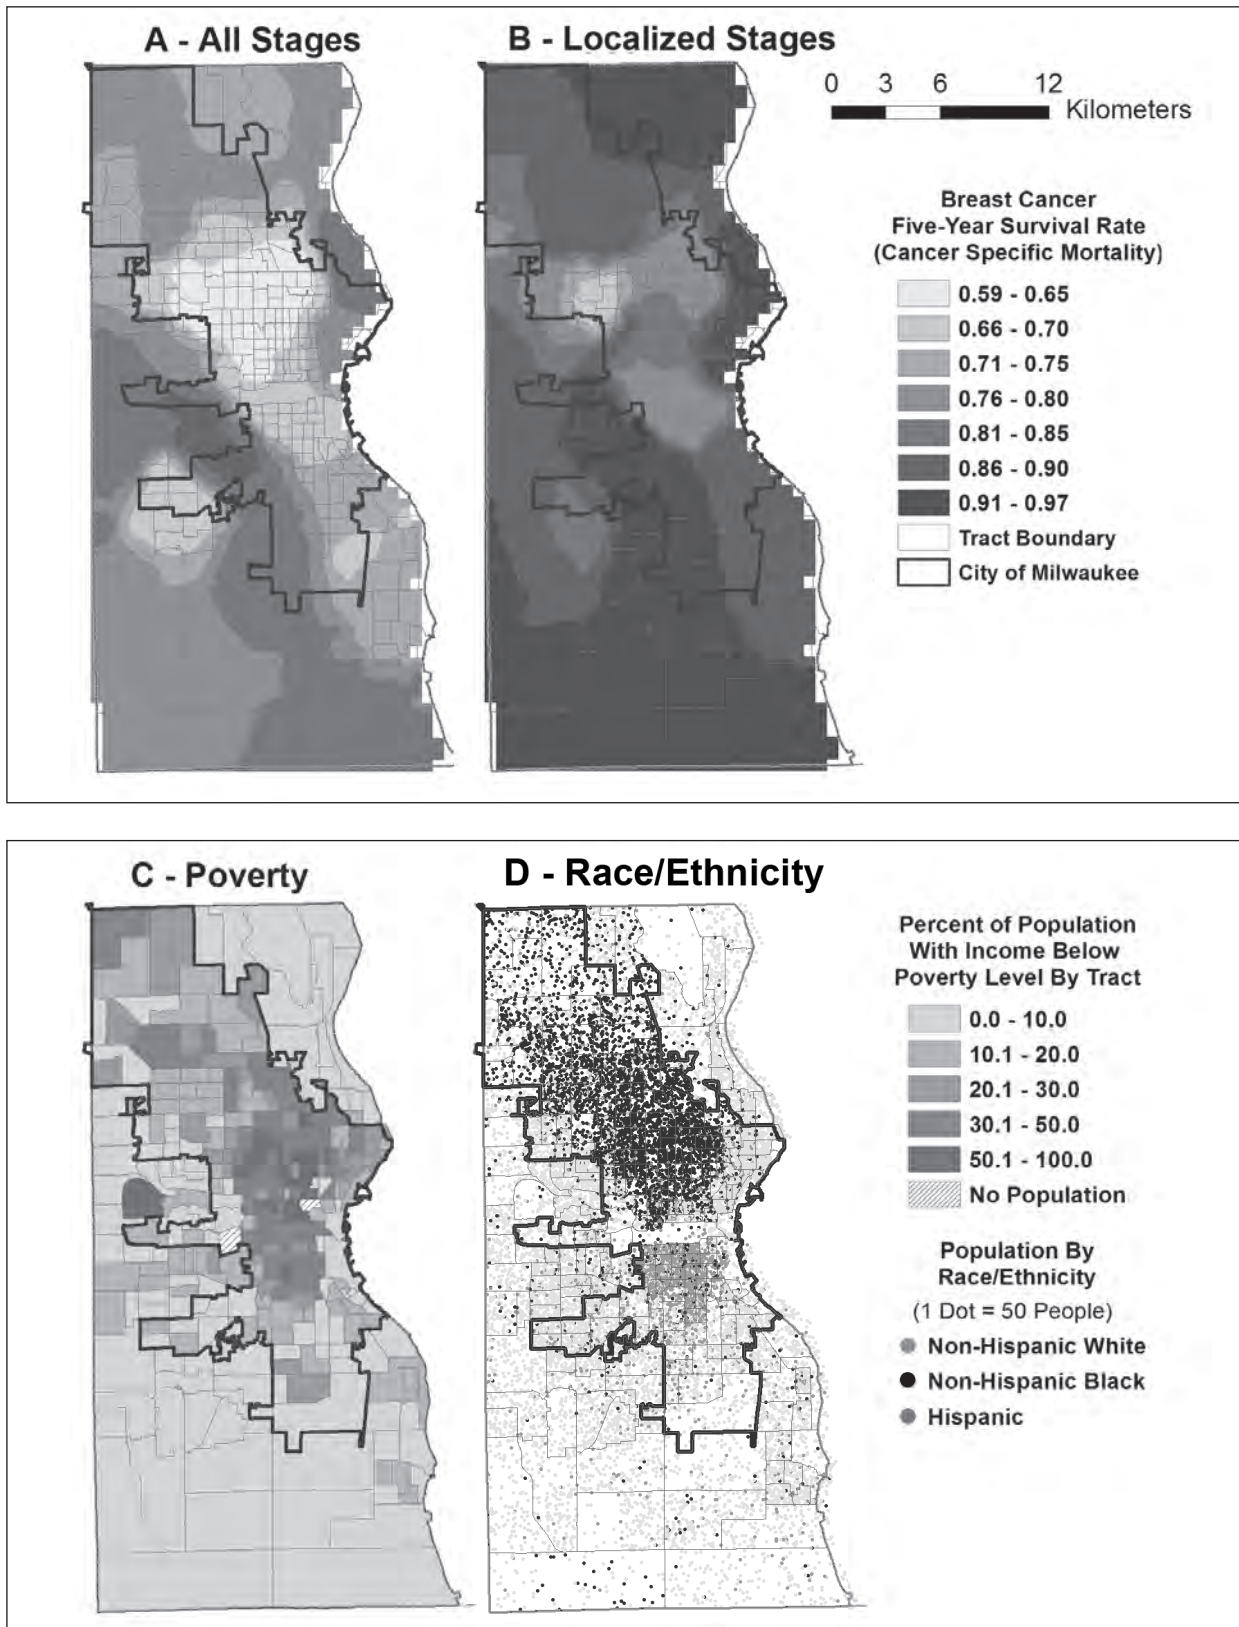 A - All Stages
B - Localized Stages
0 3 6 12
Kilometers
Breast Cancer
Five-Year Survival Rate
(Cancer Specific Mortality)
0.59 - 0.65
0.66 - 0.70
0.71 - 0.75
0.76 - 0.80
0.81 - 0.85
0.86 - 0.90
0.91 - 0.97
Tract Boundary
City of Milwaukee
C - Poverty
D - Race/Ethnicity
Percent of Population
With Income Below
Poverty Level By Tract
0.0 - 10.0
10.1 - 20.0
20.1 - 30.0
30.1 - 50.0
50.1 - 100.0
No Population
Population By
Race/Ethnicity
(1 Dot = 50 People)
Non-Hispanic White
Non-Hispanic Black
Hispanic